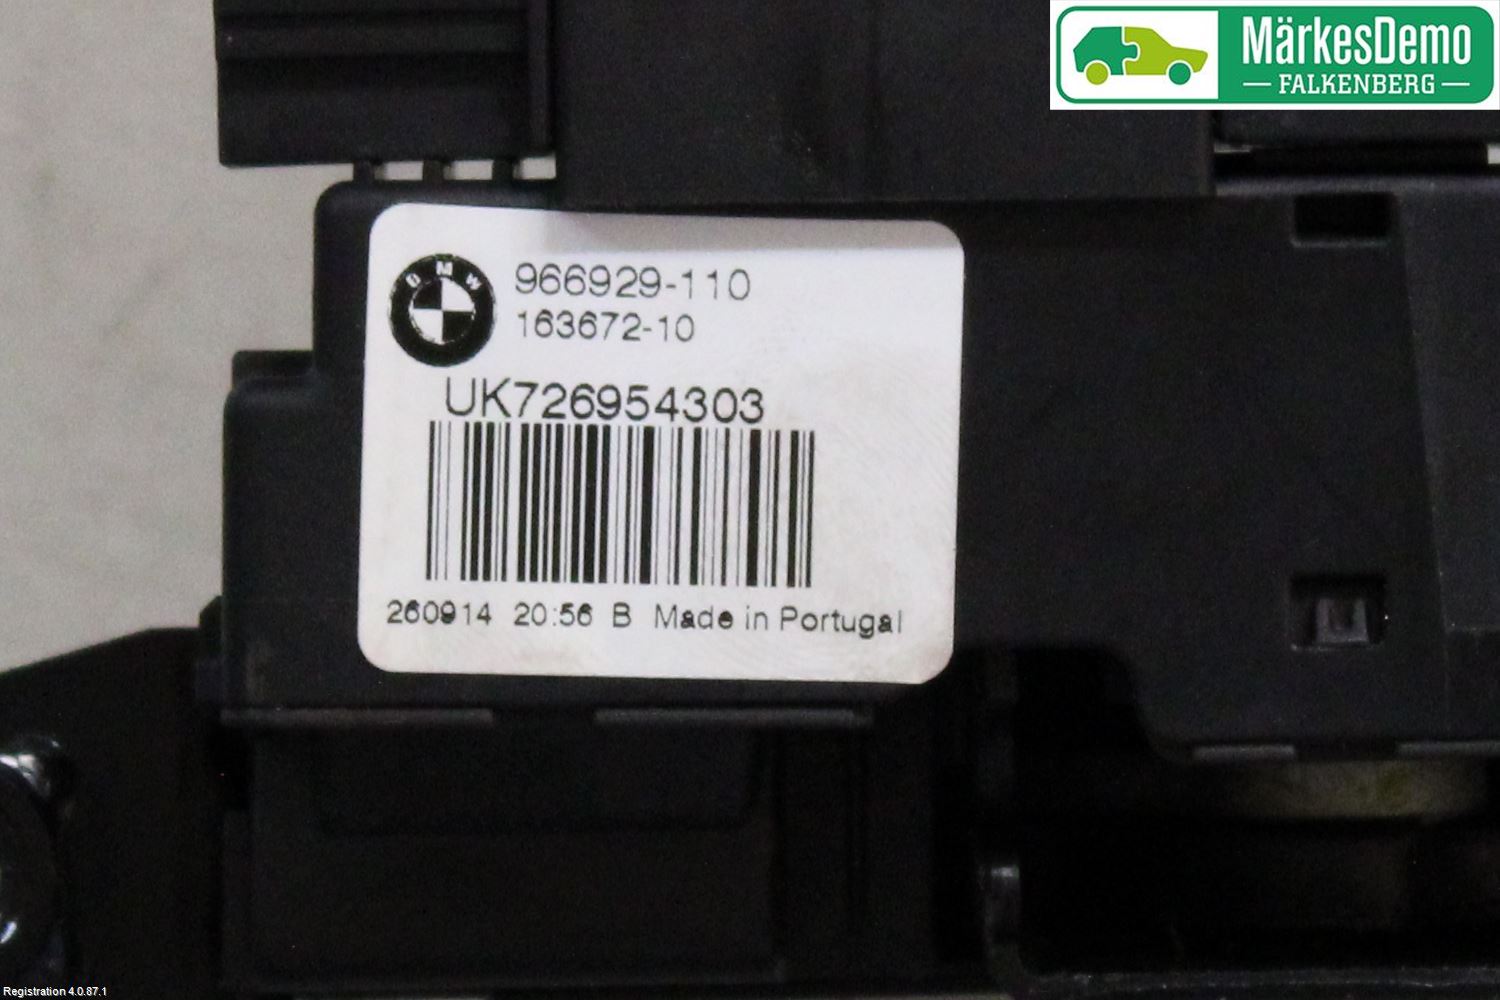 MärkesDemo
FALKENBERG
BMW
966929-110
163672-10
UK726954303
260914 20:56 B Made in Portugal
Registration 4.0.87.1